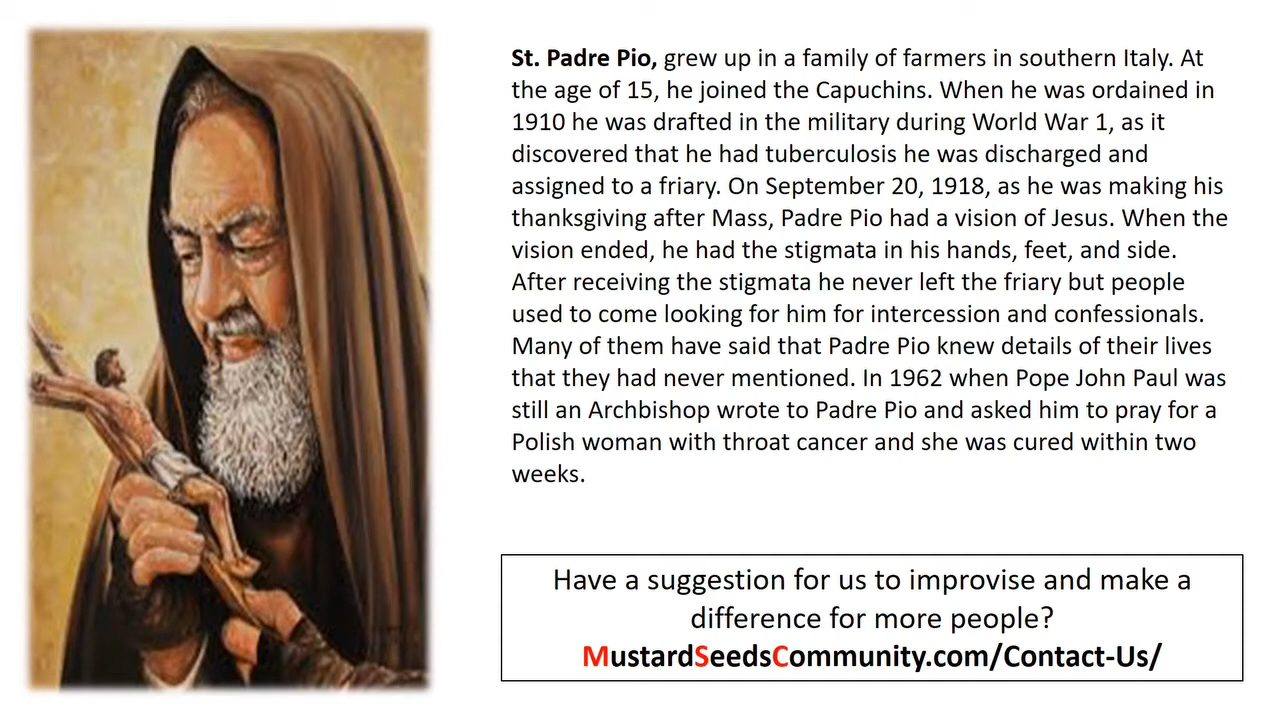 St. Padre Pio, grew up in a family of farmers in southern Italy. At
the age of 15, he joined the Capuchins. When he was ordained in
1910 he was drafted in the military during World War 1, as it
discovered that he had tuberculosis he was discharged and
assigned to a friary. On September 20, 1918, as he was making his
thanksgiving after Mass, Padre Pio had a vision of Jesus. When the
vision ended, he had the stigmata in his hands, feet, and side.
After receiving the stigmata he never left the friary but people
used to come looking for him for intercession and confessionals.
Many of them have said that Padre Pio knew details of their lives
that they had never mentioned. In 1962 when Pope John Paul was
still an Archbishop wrote to Padre Pio and asked him to pray for a
Polish woman with throat cancer and she was cured within two
weeks.
Have a suggestion for us to improvise and make a
difference for more people?
MustardSeedsCommunity.com/Contact-Us/